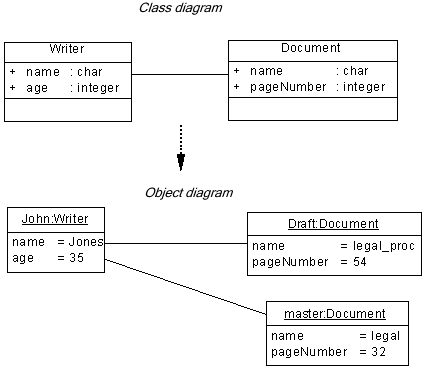 Class diagram
Writer
+ name : char
+ age : integer
Document
+ name : char
+ pageNumber : integer
Object diagram
John:Writer
name = Jones
age = 35
Draft:Document
name = legal_proc
pageNumber = 54
master:Document
name = legal
pageNumber = 32